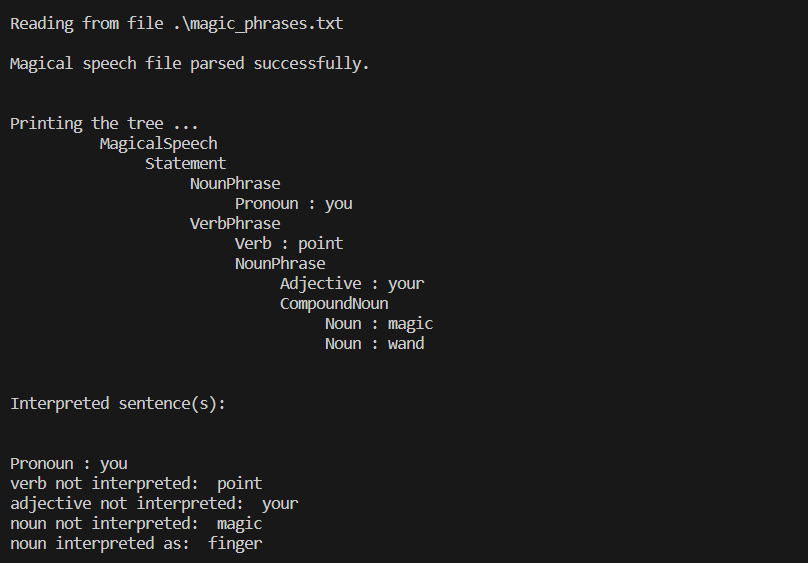 Reading from file .\magic_phrases.txt
Magical speech file parsed successfully.
Printing the tree ...
MagicalSpeech
Statement
NounPhrase
Pronoun : you
VerbPhrase
Verb : point
NounPhrase
Adjective : your
CompoundNoun
Noun : magic
Noun : wand
Interpreted sentence(s):
Pronoun : you
verb not interpreted:  point
adjective not interpreted:  your
noun not interpreted:  magic
noun interpreted as:  finger